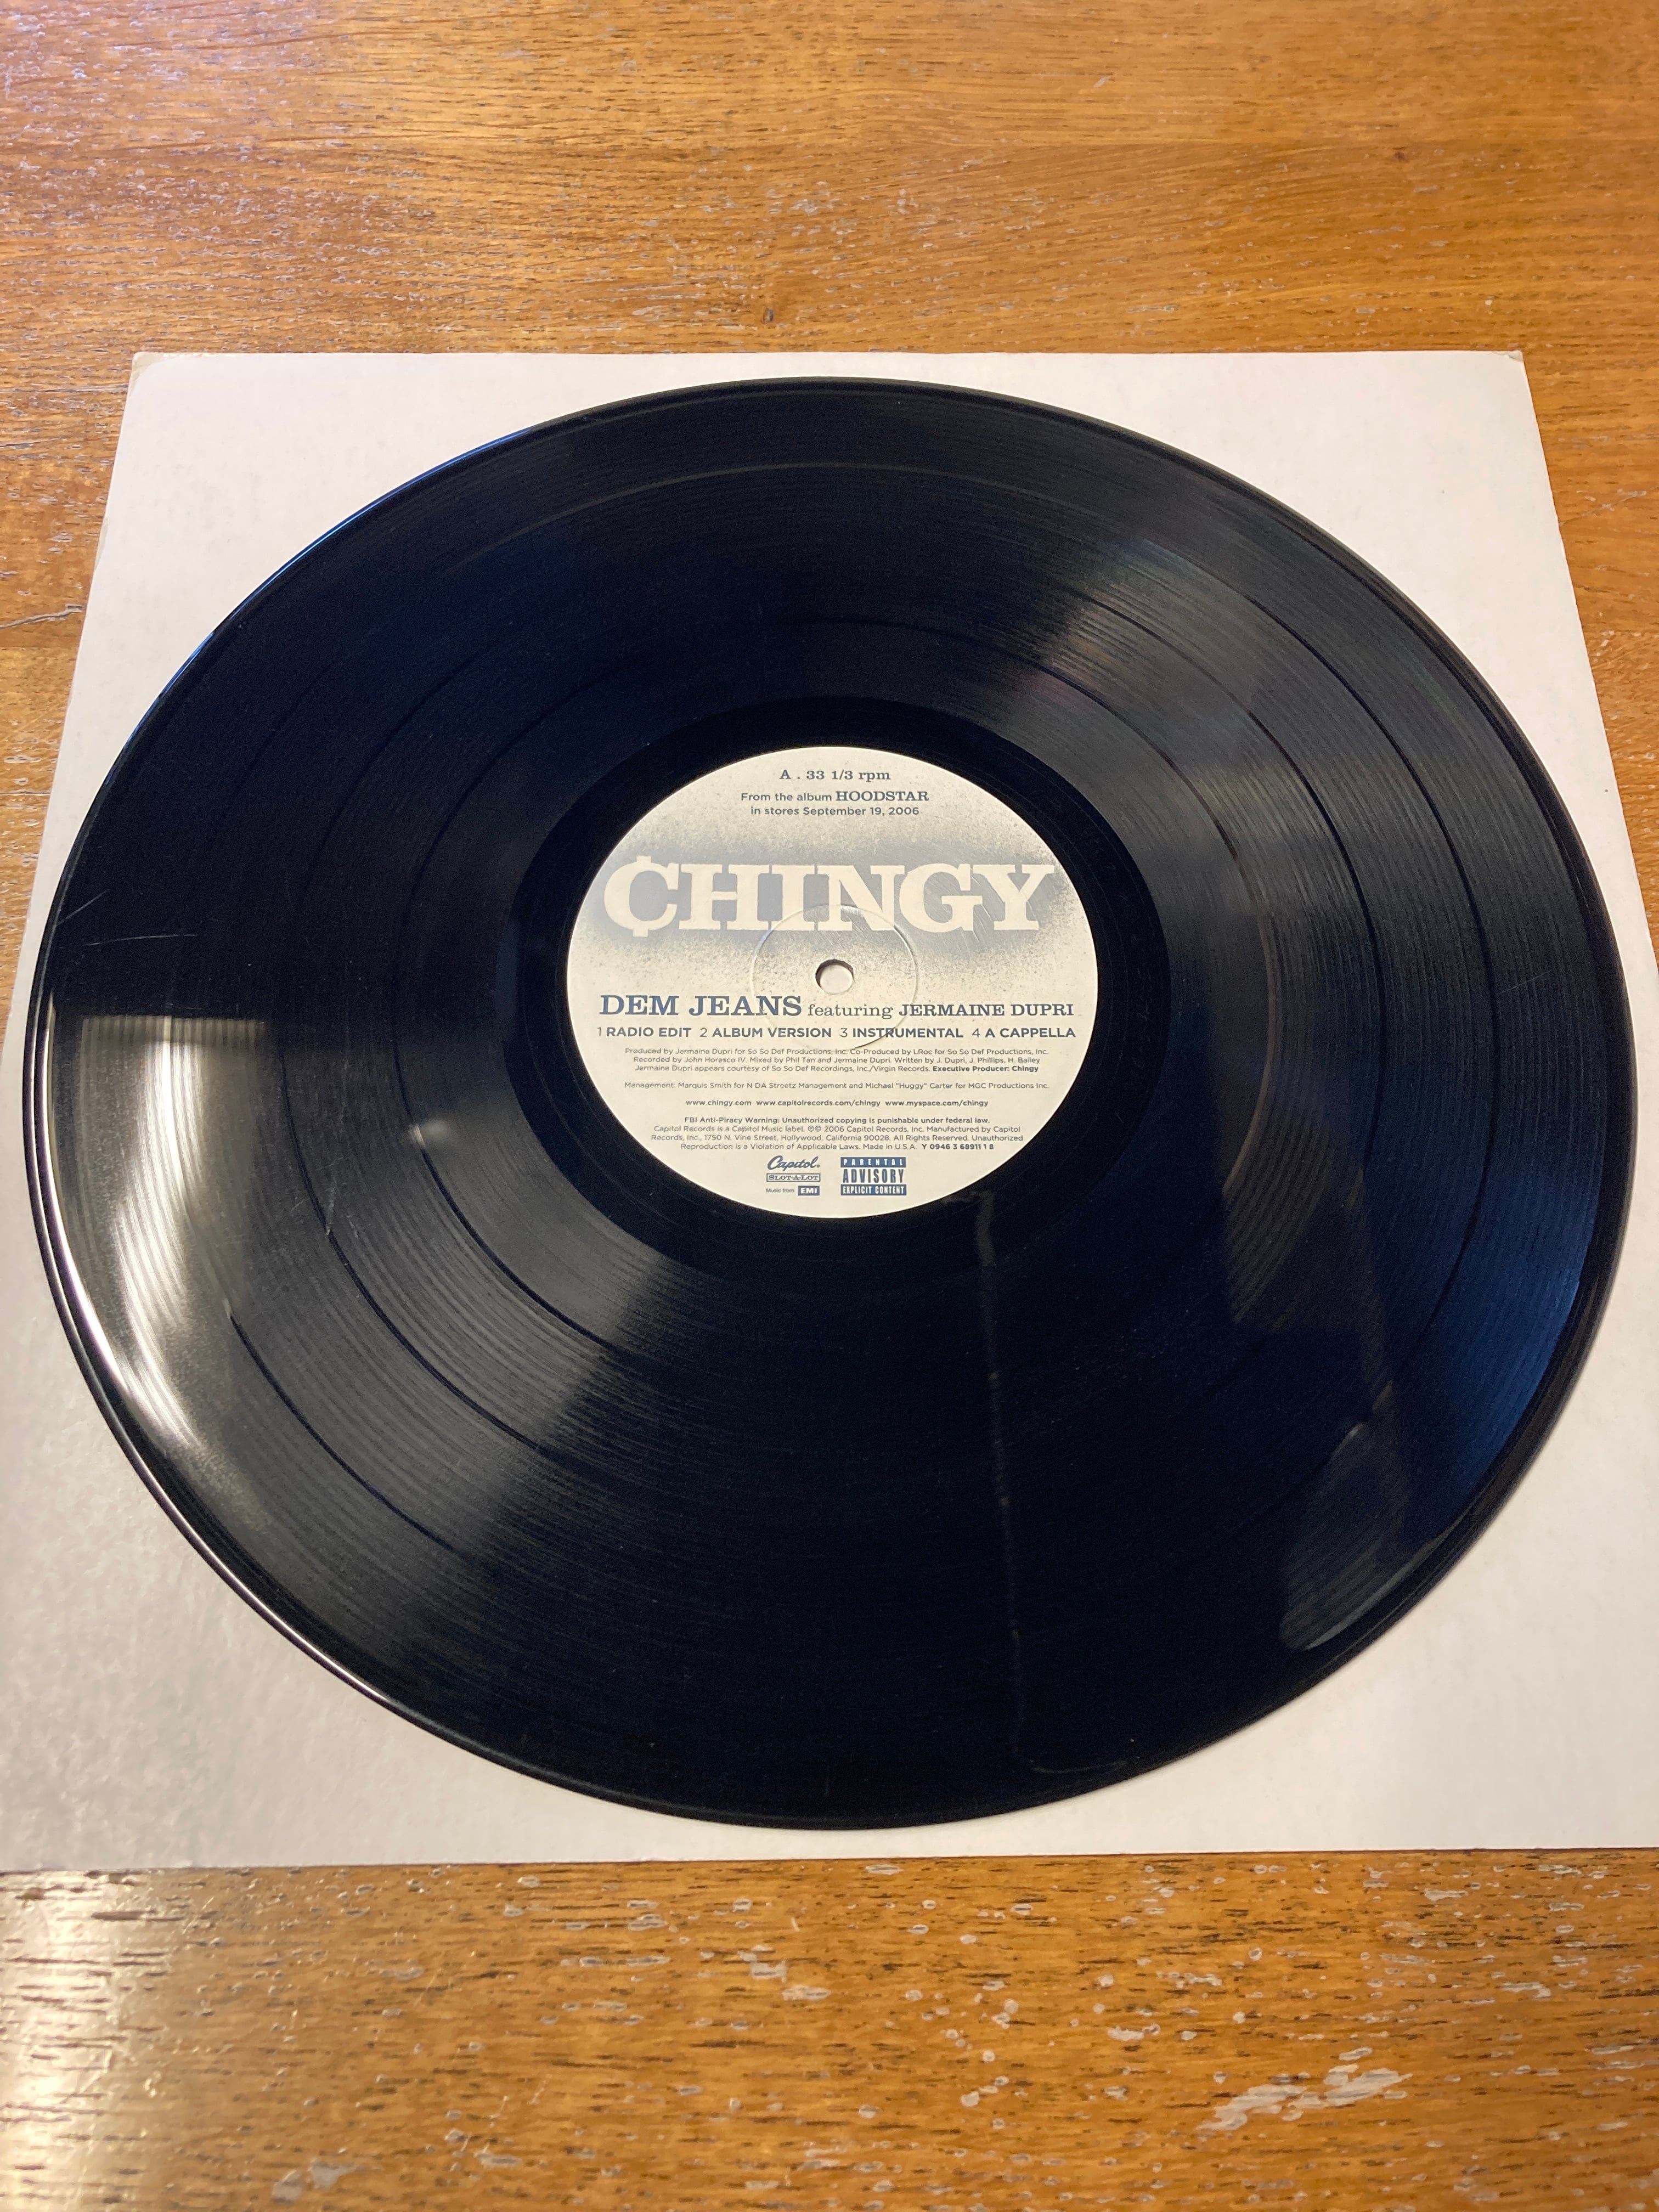 A . 33 1/3 rpm
From the album HOODSTAR
in stores September 19, 2006
₵HINGY
DEM JEANS featuring JERMAINE DUPRI
1 RADIO EDIT 2 ALBUM VERSION 3 INSTRUMENTAL 4 A CAPPELLA
Produced by Jermaine Dupri for So So Def Productions, Inc. Co-Produced by LRoc for So So Def Productions, Inc.
Recorded by John Horesco IV. Mixed by Phil Tan and Jermaine Dupri. Written by J. Dupri, J. Phillips, H. Bailey
Jermaine Dupri appears courtesy of So So Def Recordings, Inc./Virgin Records. Executive Producer: Chingy
Management: Marquis Smith for N DA Streetz Management and Michael "Huggy" Carter for MGC Productions Inc.
www.chingy.com www.capitolrecords.com/chingy www.myspace.com/chingy
FBI Anti-Piracy Warning: Unauthorized copying is punishable under federal law.
Capitol Records is a Capitol Music label. ℗© 2006 Capitol Records, Inc. Manufactured by Capitol
Records, Inc., 1750 N. Vine Street, Hollywood, California 90028. All Rights Reserved. Unauthorized
Reproduction is a Violation of Applicable Laws. Made in U.S.A. Y 0946 3 68911 1 8
Capitol
SLOT-A-LOT
Music from EMI
PARENTAL
ADVISORY
EXPLICIT CONTENT